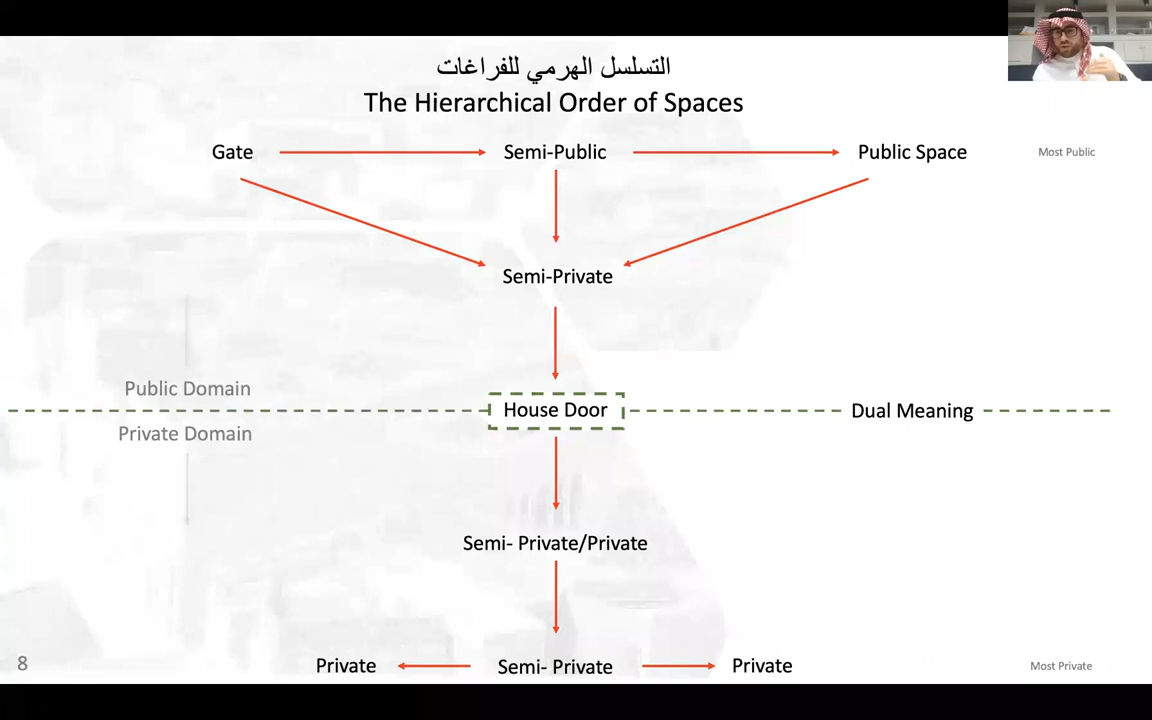 التسلسل الهرمي للفراغات
The Hierarchical Order of Spaces
Gate Semi-Public Public Space Most Public
Semi-Private
Public Domain
House Door Dual Meaning
Private Domain
Semi- Private/Private
8 Private Semi- Private Private Most Private